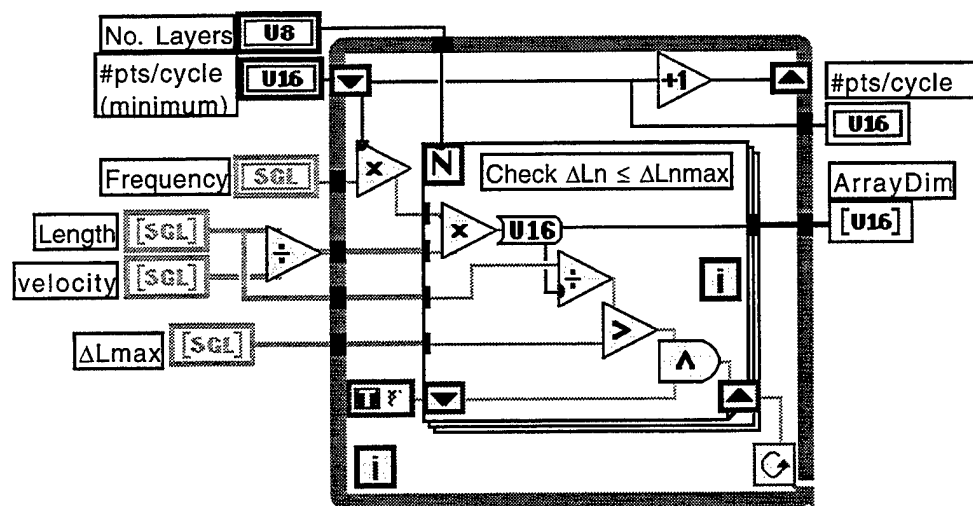 No. Layers
U8
#pts/cycle
(minimum)
U16
+1
#pts/cycle
U16
N
Check ΔLn ≤ ΔLnmax
Frequency
SGL
×
ArrayDim
[U16]
Length
[SGL]
×
U16
÷
÷
i
velocity
[SGL]
>
ΔLmax
[SGL]
∧
T
i